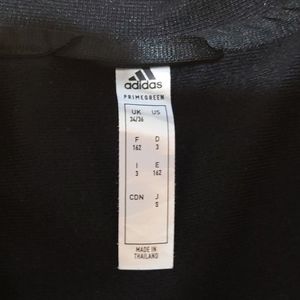 adidas
PRIMEGREEN
UK US
34/36
F D
162 3
I E
3 162
CDN J
S
MADE IN
THAILAND